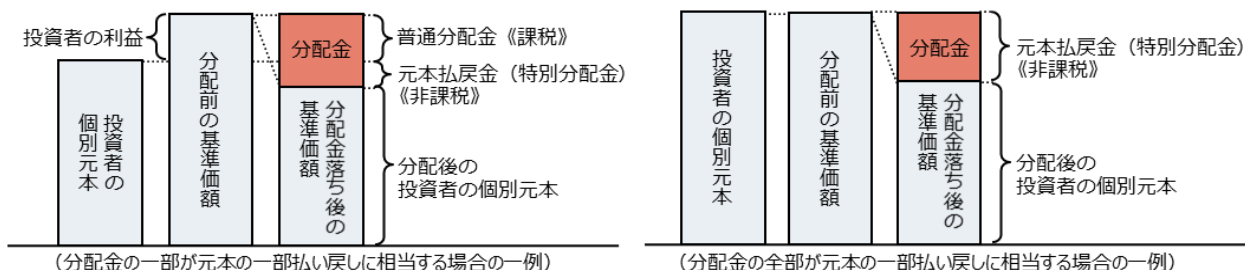 投資者の利益
投資者の
個別元本
分配前の基準価額
分配金
分配金落ち後の
基準価額
普通分配金《課税》
元本払戻金（特別分配金）
《非課税》
分配後の
投資者の個別元本
（分配金の一部が元本の一部払い戻しに相当する場合の一例）
投資者の個別元本
分配前の基準価額
分配金
分配金落ち後の
基準価額
元本払戻金（特別分配金）
《非課税》
分配後の
投資者の個別元本
（分配金の全部が元本の一部払い戻しに相当する場合の一例）